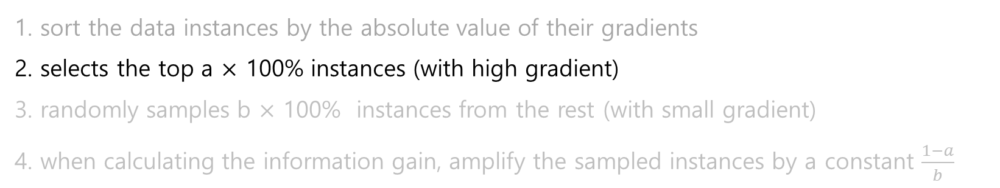 1. sort the data instances by the absolute value of their gradients
2. selects the top a × 100% instances (with high gradient)
3. randomly samples b × 100% instances from the rest (with small gradient)
4. when calculating the information gain, amplify the sampled instances by a constant \frac{1-a}{b}